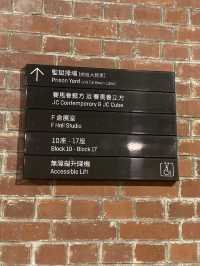 監獄操場
Prison Yard
賽馬會藝方 及 賽馬會立方
JC Contemporary & JC Cube
F 倉展室
F Hall Studio
10座 - 17座
Block 10 - Block 17
無障礙升降機
Accessible Lift